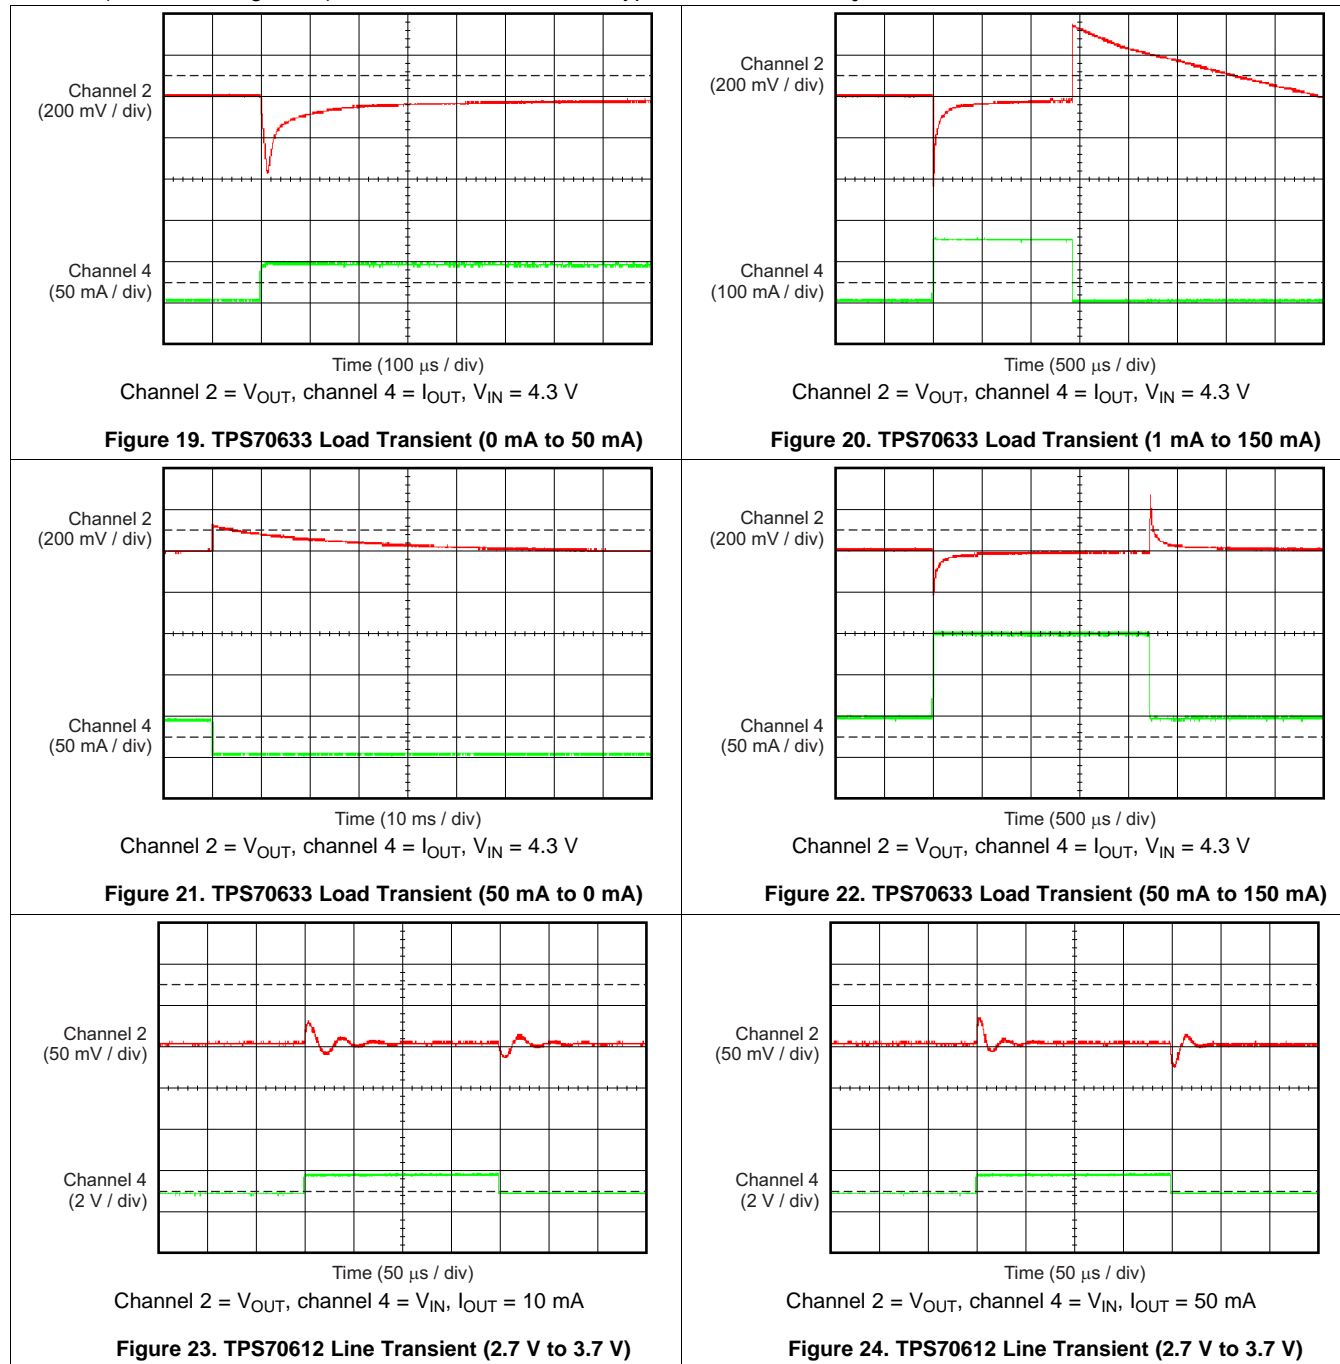 Channel 2
(200 mV / div)
Channel 4
(50 mA / div)
Time (100 μs / div)
Channel 2 = VOUT, channel 4 = IOUT, VIN = 4.3 V
Figure 19. TPS70633 Load Transient (0 mA to 50 mA)
Channel 2
(200 mV / div)
Channel 4
(100 mA / div)
Time (500 μs / div)
Channel 2 = VOUT, channel 4 = IOUT, VIN = 4.3 V
Figure 20. TPS70633 Load Transient (1 mA to 150 mA)
Channel 2
(200 mV / div)
Channel 4
(50 mA / div)
Time (10 ms / div)
Channel 2 = VOUT, channel 4 = IOUT, VIN = 4.3 V
Figure 21. TPS70633 Load Transient (50 mA to 0 mA)
Channel 2
(200 mV / div)
Channel 4
(50 mA / div)
Time (500 μs / div)
Channel 2 = VOUT, channel 4 = IOUT, VIN = 4.3 V
Figure 22. TPS70633 Load Transient (50 mA to 150 mA)
Channel 2
(50 mV / div)
Channel 4
(2 V / div)
Time (50 μs / div)
Channel 2 = VOUT, channel 4 = VIN, IOUT = 10 mA
Figure 23. TPS70612 Line Transient (2.7 V to 3.7 V)
Channel 2
(50 mV / div)
Channel 4
(2 V / div)
Time (50 μs / div)
Channel 2 = VOUT, channel 4 = VIN, IOUT = 50 mA
Figure 24. TPS70612 Line Transient (2.7 V to 3.7 V)